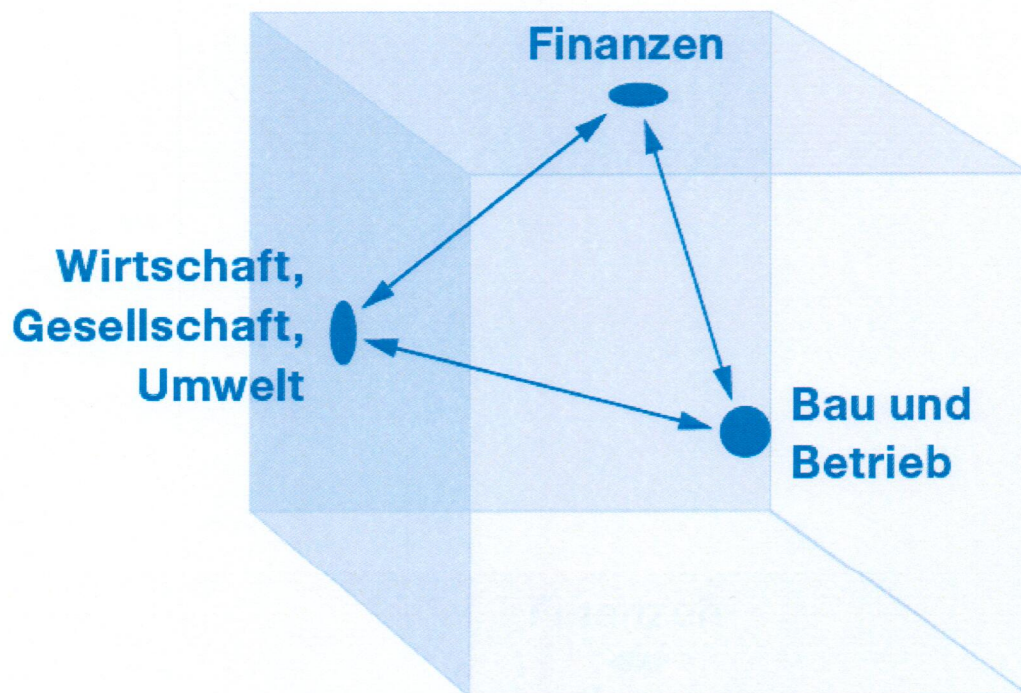 Finanzen
Wirtschaft,
Gesellschaft,
Umwelt
Bau und
Betrieb